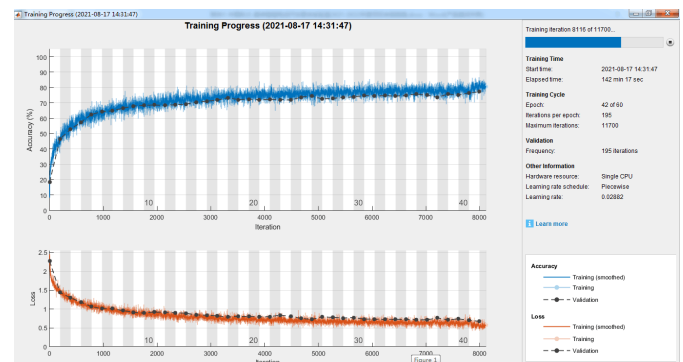 Training Progress (2021-08-17 14:31:47)
Training Progress (2021-08-17 14:31:47)
Training iteration 8116 of 11700...
Training Time
Start time: 2021-08-17 14:31:47
Elapsed time: 142 min 17 sec
Training Cycle
Epoch: 42 of 60
Iterations per epoch: 195
Maximum iterations: 11700
Validation
Frequency: 195 iterations
Other Information
Hardware resource: Single CPU
Learning rate schedule: Piecewise
Learning rate: 0.02882
i Learn more
Accuracy
Training (smoothed)
Training
Validation
Loss
Training (smoothed)
Training
Validation
Accuracy (%)
100
90
80
70
60
50
40
30
20
10
0
10 20 30 40
0 1000 2000 3000 4000 5000 6000 7000 8000
Iteration
Loss
2.5
2
1.5
1
0.5
0
10 20 30 40
0 1000 2000 3000 4000 5000 6000 7000 8000
Iteration
Figure 1